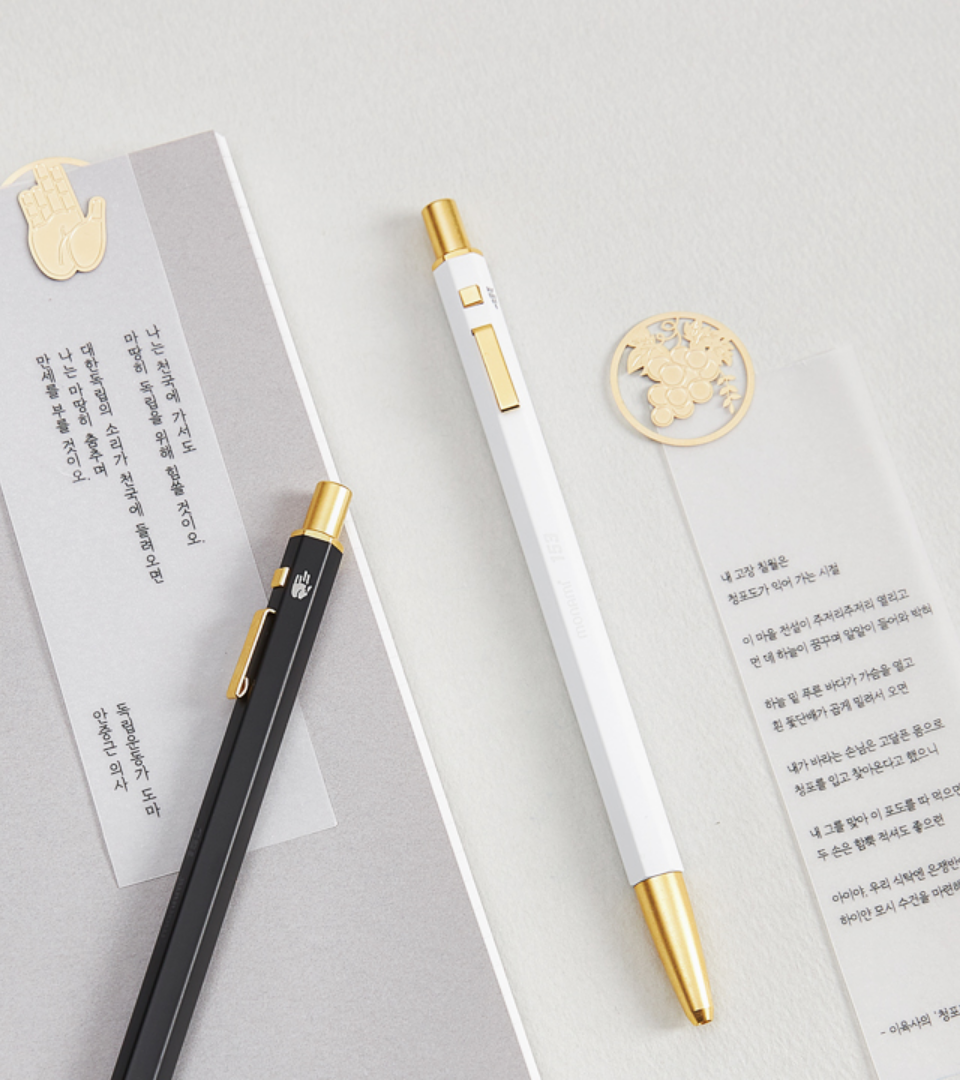 나는 천국에 가서도
마땅히 독립을 위해 힘쓸 것이오.
대한독립의 소리가 천국에 들려오면
나는 마땅히 춤추며
만세를 부를 것이오.
독립운동가 도마
안중근 의사
153 monami
내 고장 칠월은
청포도가 익어 가는 시절
이 마을 전설이 주저리주저리 열리고
먼 데 하늘이 꿈꾸며 알알이 들어와 박혀
하늘 밑 푸른 바다가 가슴을 열고
흰 돛단배가 곱게 밀려서 오면
내가 바라는 손님은 고달픈 몸으로
청포를 입고 찾아온다고 했으니
내 그를 맞아 이 포도를 따 먹으면
두 손은 함뿍 적셔도 좋으련
아이야, 우리 식탁엔 은쟁반
하이얀 모시 수건을 마련해
- 이육사의 '청포